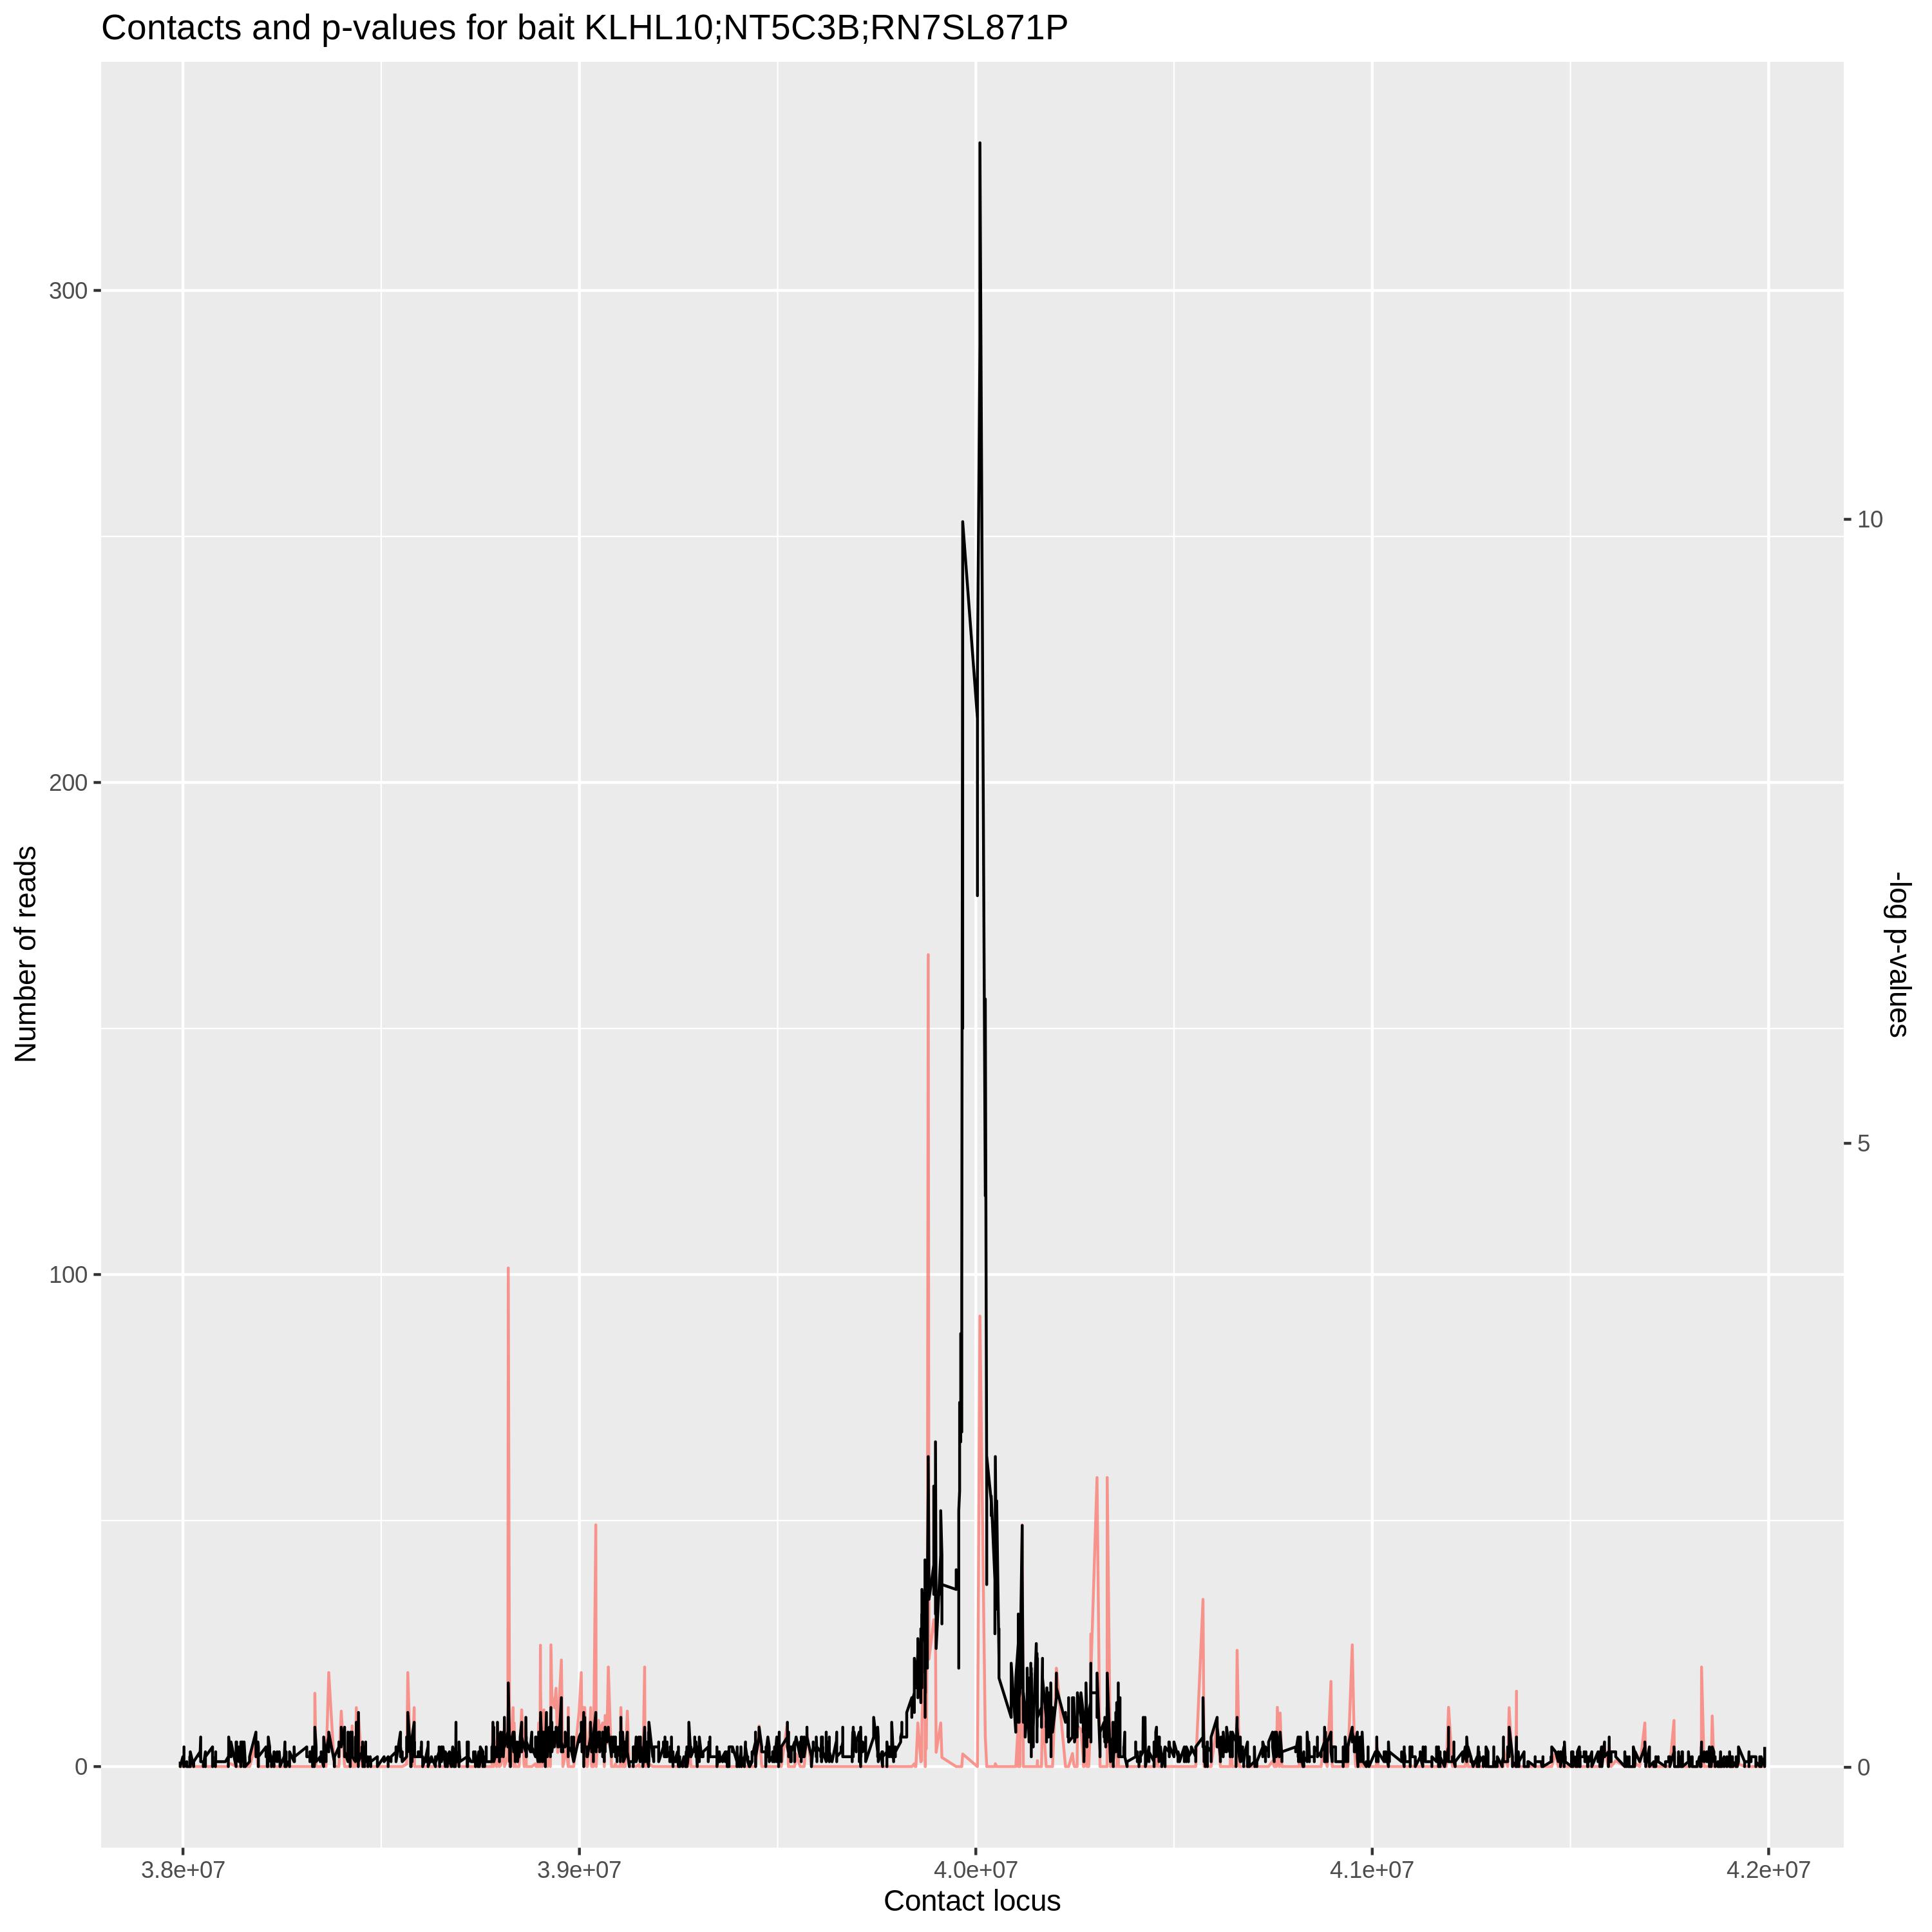 Contacts and p-values for bait KLHL10;NT5C3B;RN7SL871P
300
200
100
0
Number of reads
10
5
0
-log p-values
3.8e+07
3.9e+07
4.0e+07
4.1e+07
4.2e+07
Contact locus